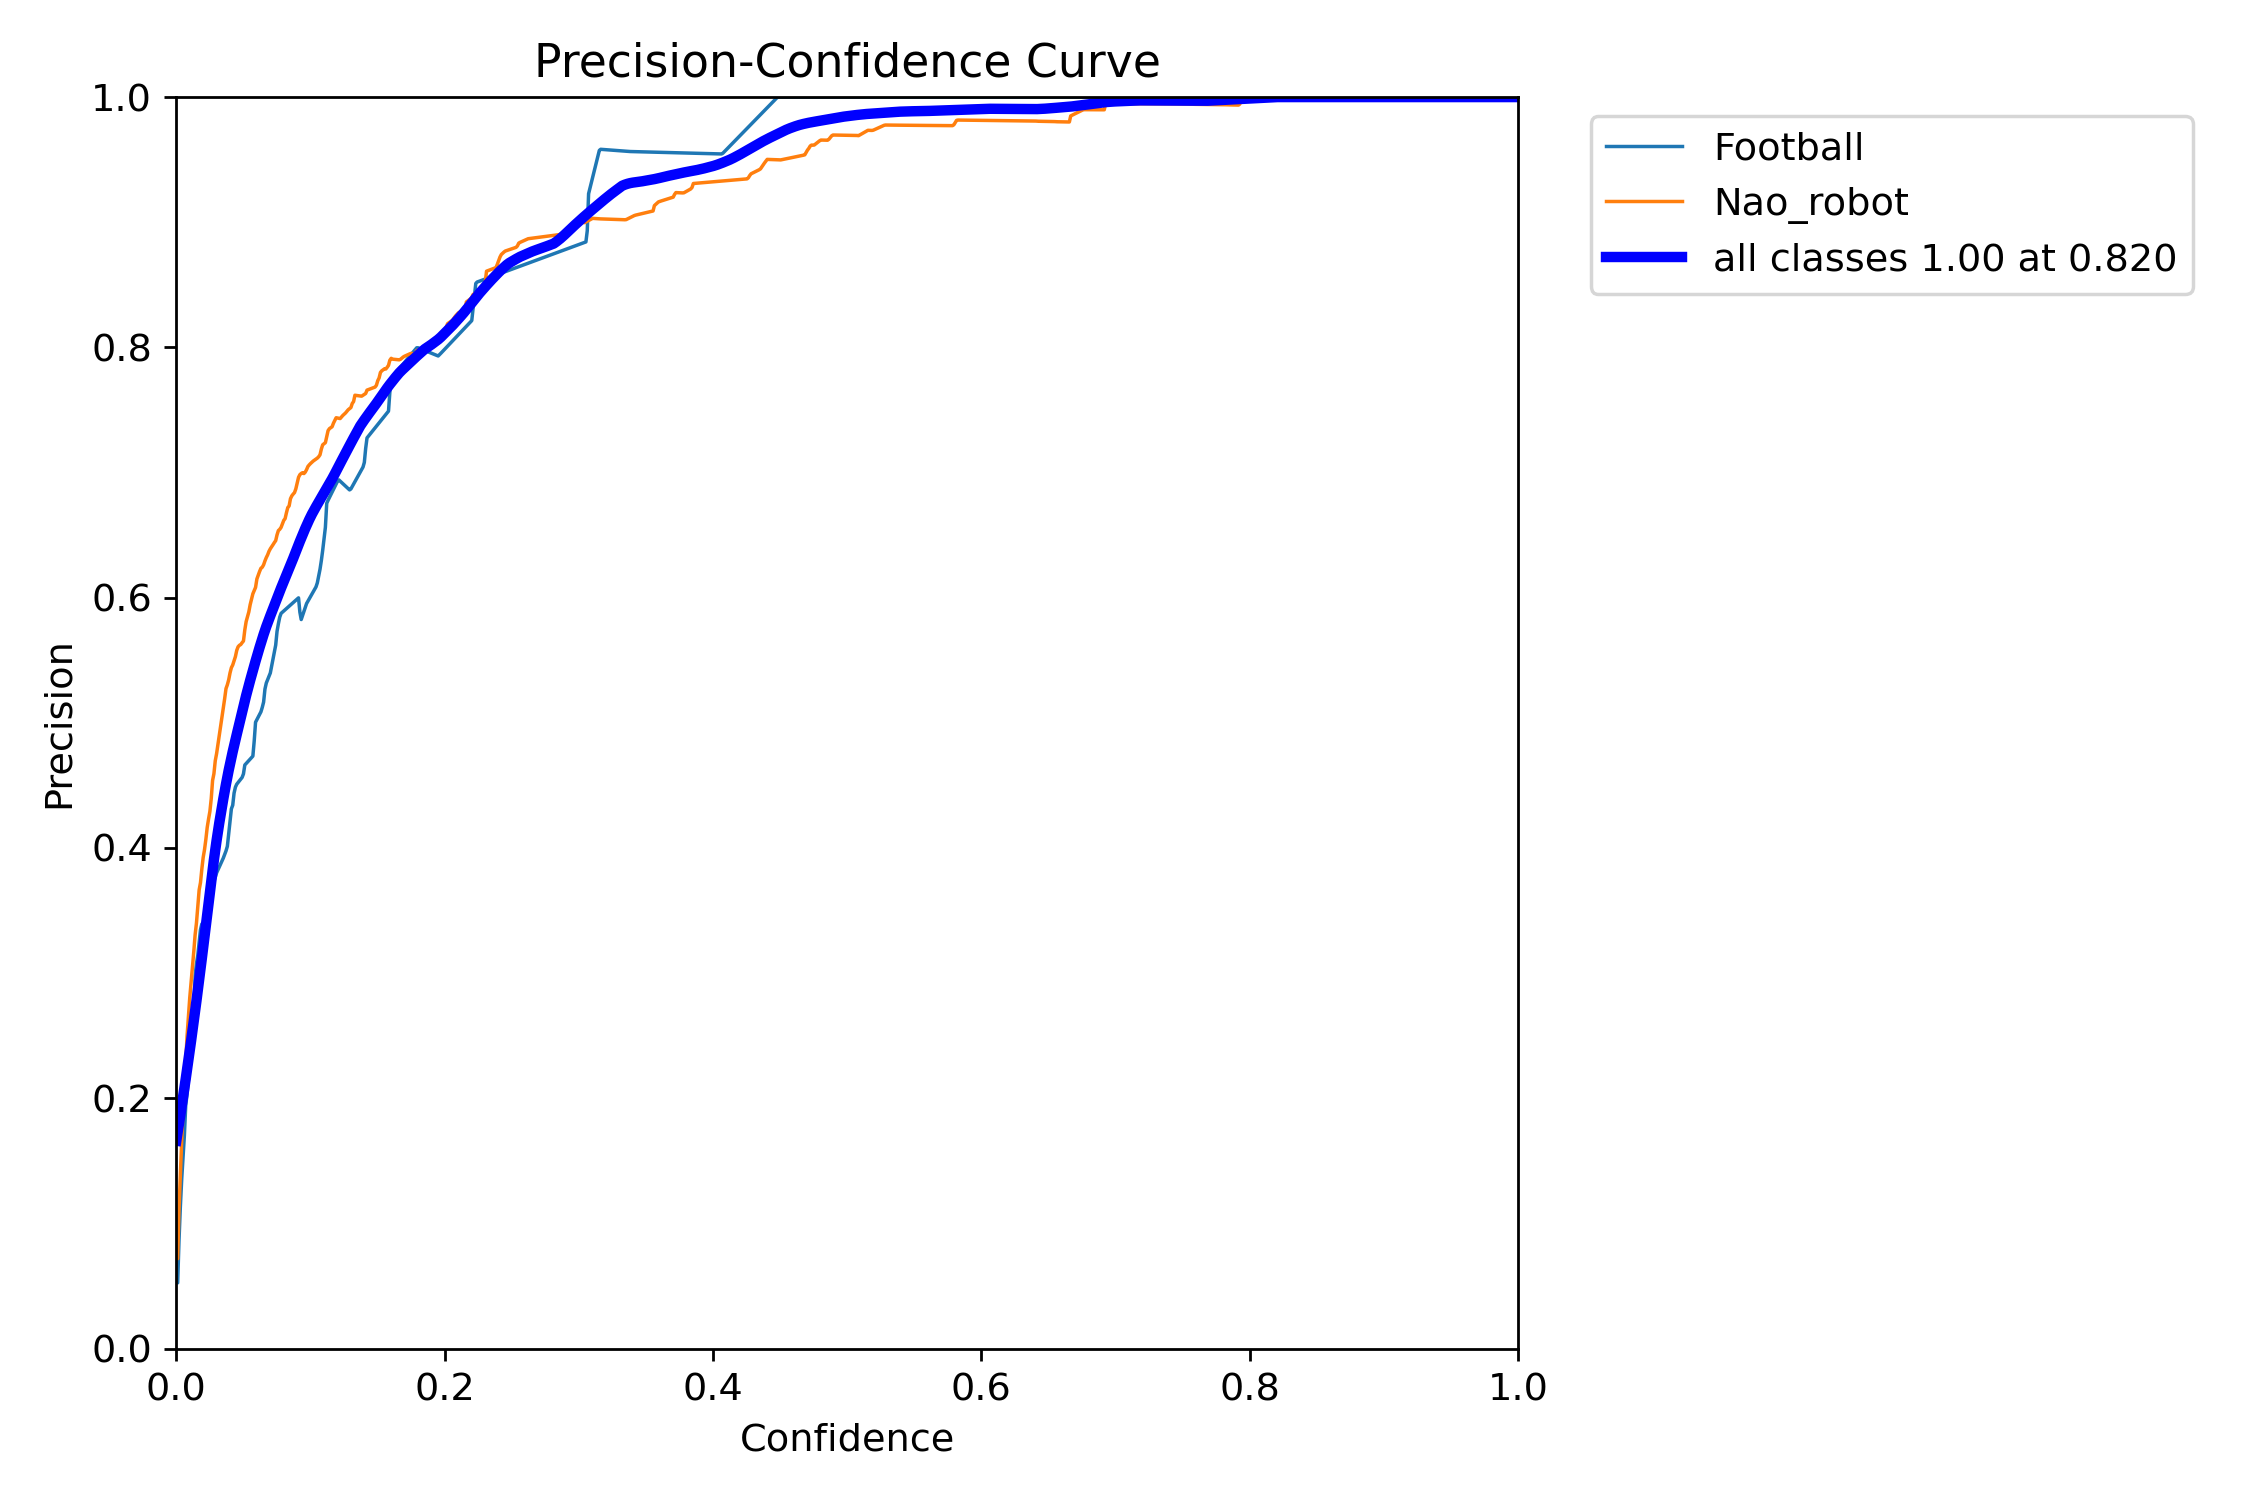 Precision-Confidence Curve
1.0
0.8
0.6
0.4
0.2
0.0
Precision
0.0 0.2 0.4 0.6 0.8 1.0
Confidence
Football
Nao_robot
all classes 1.00 at 0.820